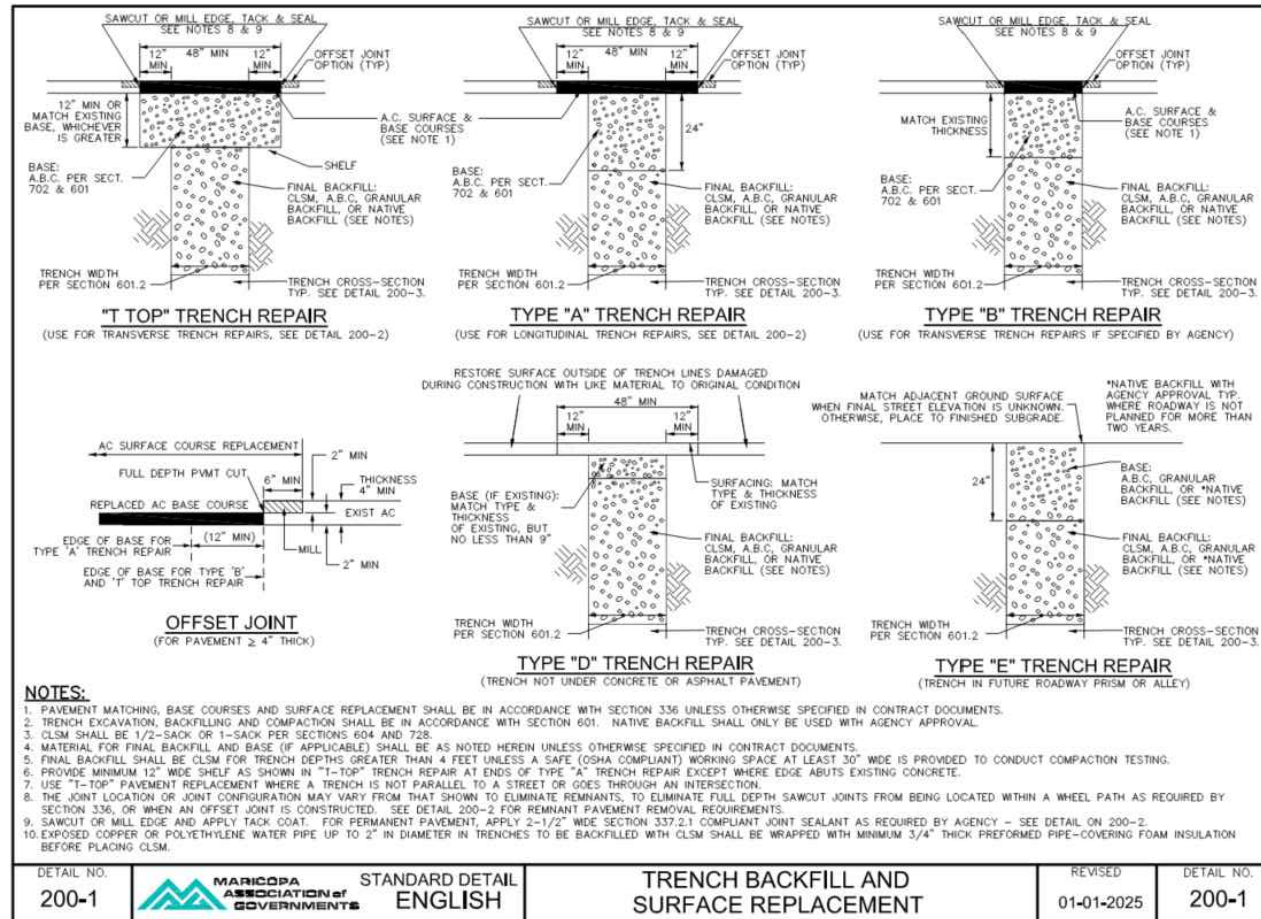 SAWCUT OR MILL EDGE, TACK & SEAL
SEE NOTES 8 & 9
48" MIN
12"
MIN
12"
MIN
OFFSET JOINT
OPTION (TYP)
12" MIN OR
MATCH EXISTING
BASE, WHICHEVER
IS GREATER
A.C. SURFACE &
BASE COURSES
(SEE NOTE 1)
SHELF
BASE:
A.B.C. PER SECT.
702 & 601
FINAL BACKFILL:
CLSM, A.B.C, GRANULAR
BACKFILL, OR NATIVE
BACKFILL (SEE NOTES)
TRENCH WIDTH
PER SECTION 601.2
TRENCH CROSS-SECTION
TYP. SEE DETAIL 200-3.
"T TOP" TRENCH REPAIR
(USE FOR TRANSVERSE TRENCH REPAIRS, SEE DETAIL 200-2)
SAWCUT OR MILL EDGE, TACK & SEAL
SEE NOTES 8 & 9
48" MIN
12"
MIN
12"
MIN
OFFSET JOINT
OPTION (TYP)
24"
BASE:
A.B.C. PER SECT.
702 & 601
FINAL BACKFILL:
CLSM, A.B.C, GRANULAR
BACKFILL, OR NATIVE
BACKFILL (SEE NOTES)
TRENCH WIDTH
PER SECTION 601.2
TRENCH CROSS-SECTION
TYP. SEE DETAIL 200-3.
TYPE "A" TRENCH REPAIR
(USE FOR LONGITUDINAL TRENCH REPAIRS, SEE DETAIL 200-2)
SAWCUT OR MILL EDGE, TACK & SEAL
SEE NOTES 8 & 9
OFFSET JOINT
OPTION (TYP)
MATCH EXISTING
THICKNESS
A.C. SURFACE &
BASE COURSES
(SEE NOTE 1)
BASE:
A.B.C. PER SECT.
702 & 601
FINAL BACKFILL:
CLSM, A.B.C, GRANULAR
BACKFILL, OR NATIVE
BACKFILL (SEE NOTES)
TRENCH WIDTH
PER SECTION 601.2
TRENCH CROSS-SECTION
TYP. SEE DETAIL 200-3.
TYPE "B" TRENCH REPAIR
(USE FOR TRANSVERSE TRENCH REPAIRS IF SPECIFIED BY AGENCY)
AC SURFACE COURSE REPLACEMENT
2" MIN
FULL DEPTH PVMT CUT
6" MIN
THICKNESS
4" MIN
REPLACED AC BASE COURSE
EXIST AC
EDGE OF BASE FOR
TYPE 'A' TRENCH REPAIR
(12" MIN)
MILL
2" MIN
EDGE OF BASE FOR TYPE 'B'
AND 'T' TOP TRENCH REPAIR
OFFSET JOINT
(FOR PAVEMENT ≥ 4" THICK)
RESTORE SURFACE OUTSIDE OF TRENCH LINES DAMAGED
DURING CONSTRUCTION WITH LIKE MATERIAL TO ORIGINAL CONDITION
48" MIN
12"
MIN
12"
MIN
BASE (IF EXISTING):
MATCH TYPE &
THICKNESS
OF EXISTING, BUT
NO LESS THAN 9"
SURFACING: MATCH
TYPE & THICKNESS
OF EXISTING
FINAL BACKFILL:
CLSM, A.B.C, GRANULAR
BACKFILL, OR NATIVE
BACKFILL (SEE NOTES)
TRENCH WIDTH
PER SECTION 601.2
TRENCH CROSS-SECTION
TYP. SEE DETAIL 200-3.
TYPE "D" TRENCH REPAIR
(TRENCH NOT UNDER CONCRETE OR ASPHALT PAVEMENT)
MATCH ADJACENT GROUND SURFACE
WHEN FINAL STREET ELEVATION IS UNKNOWN.
OTHERWISE, PLACE TO FINISHED SUBGRADE.
*NATIVE BACKFILL WITH
AGENCY APPROVAL TYP.
WHERE ROADWAY IS NOT
PLANNED FOR MORE THAN
TWO YEARS.
24"
BASE:
A.B.C, GRANULAR
BACKFILL, OR *NATIVE
BACKFILL (SEE NOTES)
FINAL BACKFILL:
CLSM, A.B.C, GRANULAR
BACKFILL, OR *NATIVE
BACKFILL (SEE NOTES)
TRENCH WIDTH
PER SECTION 601.2
TRENCH CROSS-SECTION
TYP. SEE DETAIL 200-3.
TYPE "E" TRENCH REPAIR
(TRENCH IN FUTURE ROADWAY PRISM OR ALLEY)
NOTES:
1. PAVEMENT MATCHING, BASE COURSES AND SURFACE REPLACEMENT SHALL BE IN ACCORDANCE WITH SECTION 336 UNLESS OTHERWISE SPECIFIED IN CONTRACT DOCUMENTS.
2. TRENCH EXCAVATION, BACKFILLING AND COMPACTION SHALL BE IN ACCORDANCE WITH SECTION 601. NATIVE BACKFILL SHALL ONLY BE USED WITH AGENCY APPROVAL.
3. CLSM SHALL BE 1/2-SACK OR 1-SACK PER SECTIONS 604 AND 728.
4. MATERIAL FOR FINAL BACKFILL AND BASE (IF APPLICABLE) SHALL BE AS NOTED HEREIN UNLESS OTHERWISE SPECIFIED IN CONTRACT DOCUMENTS.
5. FINAL BACKFILL SHALL BE CLSM FOR TRENCH DEPTHS GREATER THAN 4 FEET UNLESS A SAFE (OSHA COMPLIANT) WORKING SPACE AT LEAST 30" WIDE IS PROVIDED TO CONDUCT COMPACTION TESTING.
6. PROVIDE MINIMUM 12" WIDE SHELF AS SHOWN IN "T-TOP" TRENCH REPAIR AT ENDS OF TYPE "A" TRENCH REPAIR EXCEPT WHERE EDGE ABUTS EXISTING CONCRETE.
7. USE "T-TOP" PAVEMENT REPLACEMENT WHERE A TRENCH IS NOT PARALLEL TO A STREET OR GOES THROUGH AN INTERSECTION.
8. THE JOINT LOCATION OR JOINT CONFIGURATION MAY VARY FROM THAT SHOWN TO ELIMINATE REMNANTS, TO ELIMINATE FULL DEPTH SAWCUT JOINTS FROM BEING LOCATED WITHIN A WHEEL PATH AS REQUIRED BY
SECTION 336, OR WHEN AN OFFSET JOINT IS CONSTRUCTED. SEE DETAIL 200-2 FOR REMNANT PAVEMENT REMOVAL REQUIREMENTS.
9. SAWCUT OR MILL EDGE AND APPLY TACK COAT. FOR PERMANENT PAVEMENT, APPLY 2-1/2" WIDE SECTION 337.2.1 COMPLIANT JOINT SEALANT AS REQUIRED BY AGENCY – SEE DETAIL ON 200-2.
10. EXPOSED COPPER OR POLYETHYLENE WATER PIPE UP TO 2" IN DIAMETER IN TRENCHES TO BE BACKFILLED WITH CLSM SHALL BE WRAPPED WITH MINIMUM 3/4" THICK PREFORMED PIPE-COVERING FOAM INSULATION
BEFORE PLACING CLSM.
DETAIL NO.
200-1
MARICOPA
ASSOCIATION of
GOVERNMENTS
STANDARD DETAIL
ENGLISH
TRENCH BACKFILL AND
SURFACE REPLACEMENT
REVISED
01-01-2025
DETAIL NO.
200-1